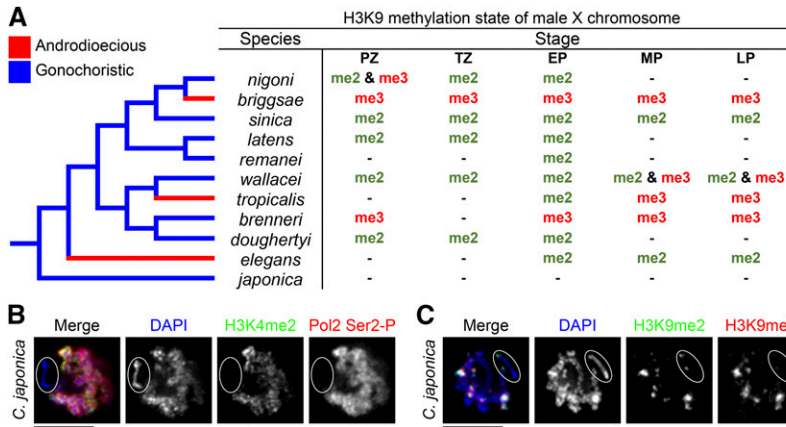 A
H3K9 methylation state of male X chromosome
Androdioecious
Gonochoristic
Species Stage
PZ TZ EP MP LP
nigoni me2 & me3 me2 me2 - -
briggsae me3 me3 me3 me3 me3
sinica me2 me2 me2 me2 me2
latens me2 me2 me2 - -
remanei - - me2 - -
wallacei me2 me2 me2 me2 & me3 me2 & me3
tropicalis - - me2 me3 me3
brenneri me3 - me3 me3 me3
doughertyi me2 me2 me2 - -
elegans - - me2 me2 me2
japonica - - - - -
B Merge DAPI H3K4me2 Pol2 Ser2-P
C. japonica
C Merge DAPI H3K9me2 H3K9me
C. japonica